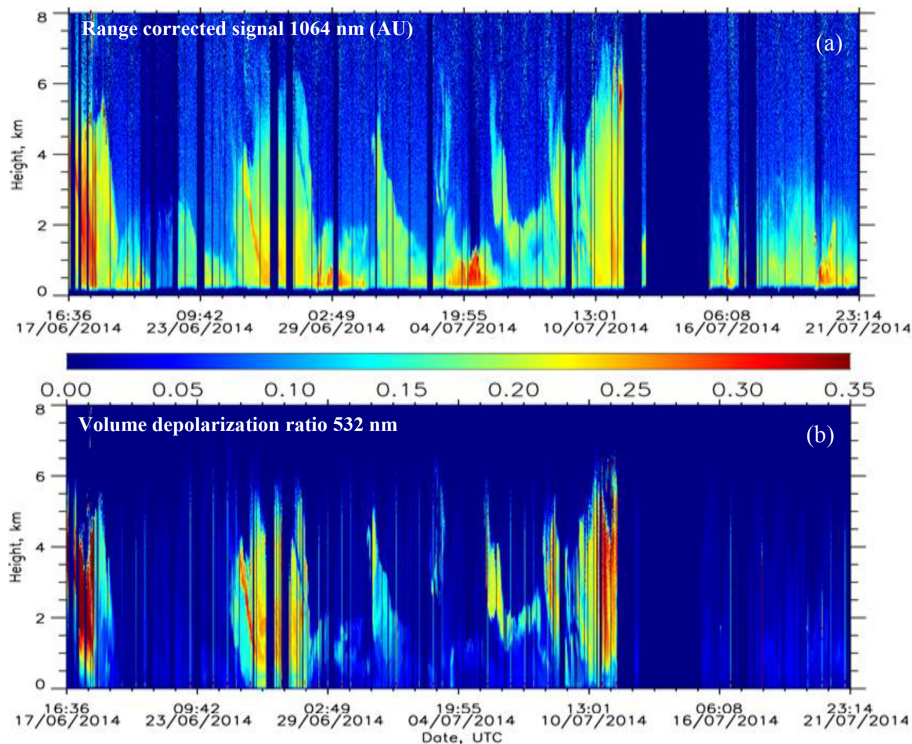 Range corrected signal 1064 nm (AU)
(a)
8
6
4
2
0
Height, km
16:36 09:42 02:49 19:55 13:01 06:08 23:14
17/06/2014 23/06/2014 29/06/2014 04/07/2014 10/07/2014 16/07/2014 21/07/2014
0.00 0.05 0.10 0.15 0.20 0.25 0.30 0.35
Volume depolarization ratio 532 nm
(b)
8
6
4
2
0
Height, km
16:36 09:42 02:49 19:55 13:01 06:08 23:14
17/06/2014 23/06/2014 29/06/2014 04/07/2014 10/07/2014 16/07/2014 21/07/2014
Date, UTC